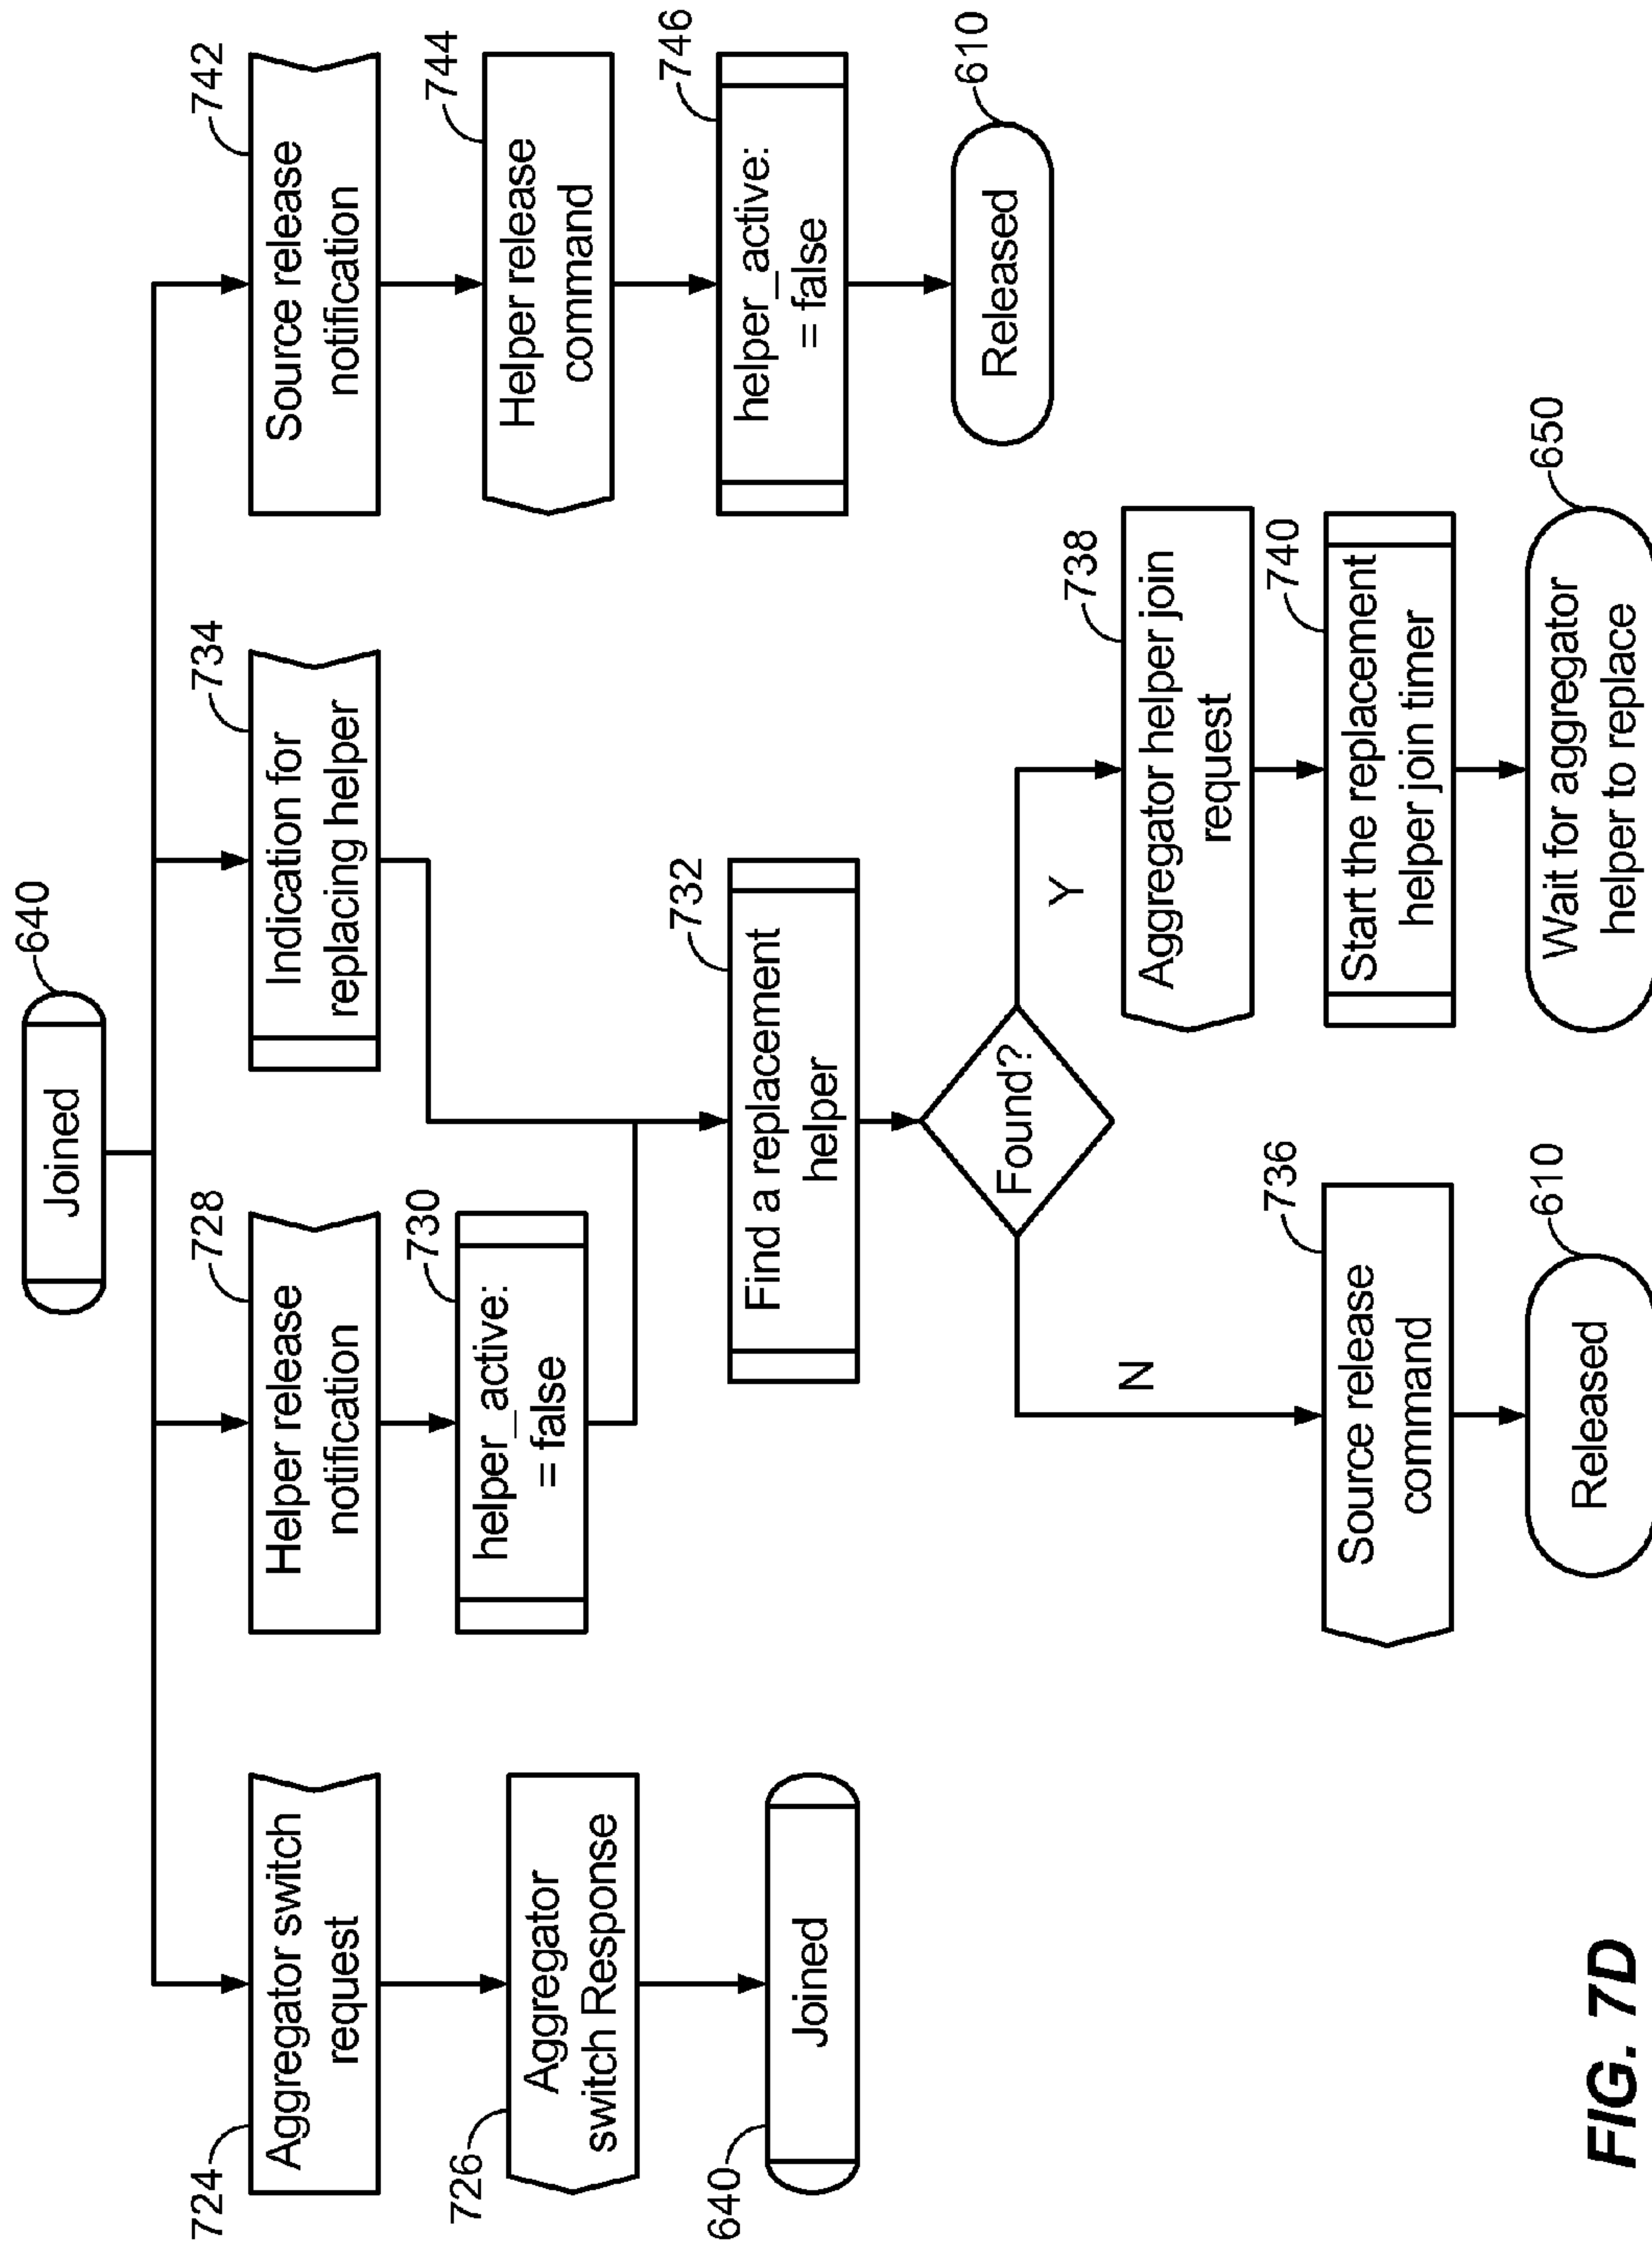 640
Joined
724
Aggregator switch
request
728
Helper release
notification
734
Indication for
replacing helper
742
Source release
notification
726
Aggregator
switch Response
730
helper_active:
= false
744
Helper release
command
640
Joined
732
Find a replacement
helper
746
helper_active:
= false
Found?
610
Released
N
Y
738
Aggregator helper join
request
736
Source release
command
740
Start the replacement
helper join timer
610
Released
650
Wait for aggregator
helper to replace
FIG. 7D